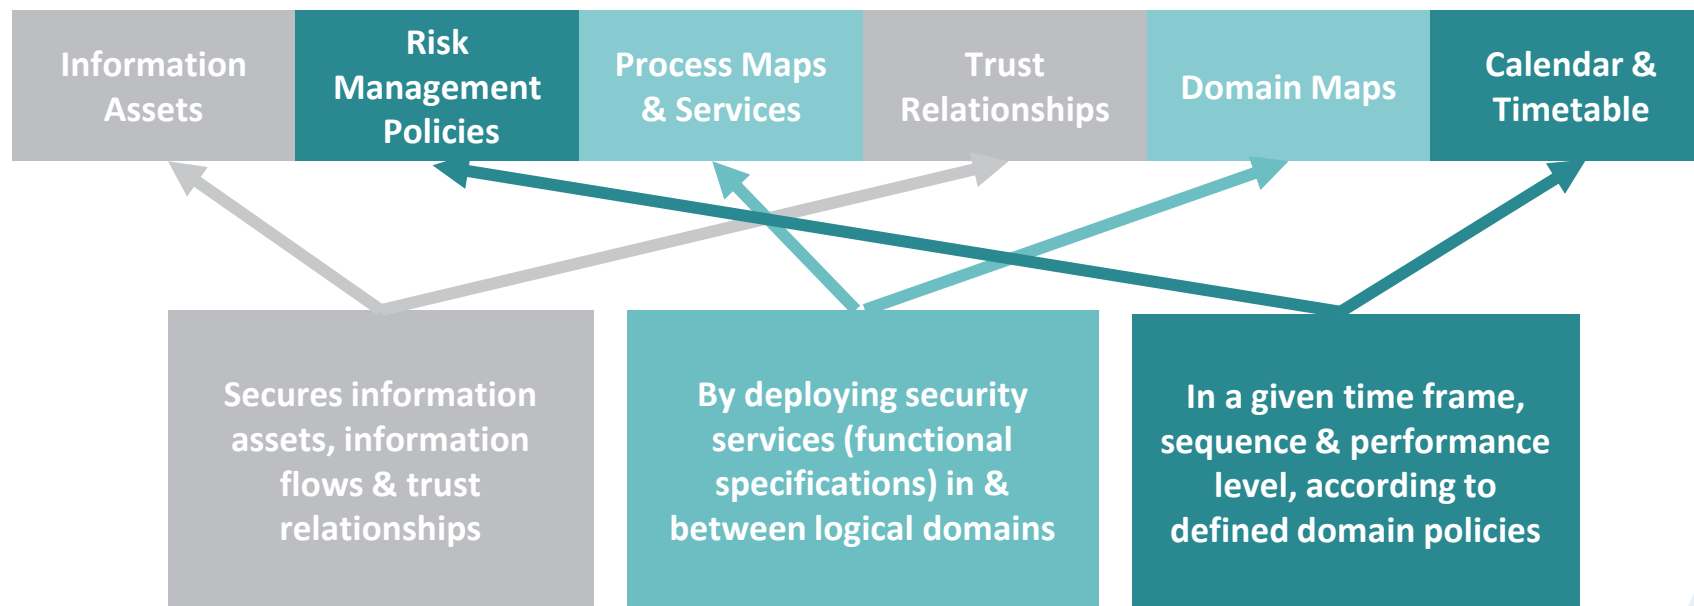 Information
Assets
Risk
Management
Policies
Process Maps
& Services
Trust
Relationships
Domain Maps
Calendar &
Timetable
Secures information
assets, information
flows & trust
relationships
By deploying security
services (functional
specifications) in &
between logical domains
In a given time frame,
sequence & performance
level, according to
defined domain policies